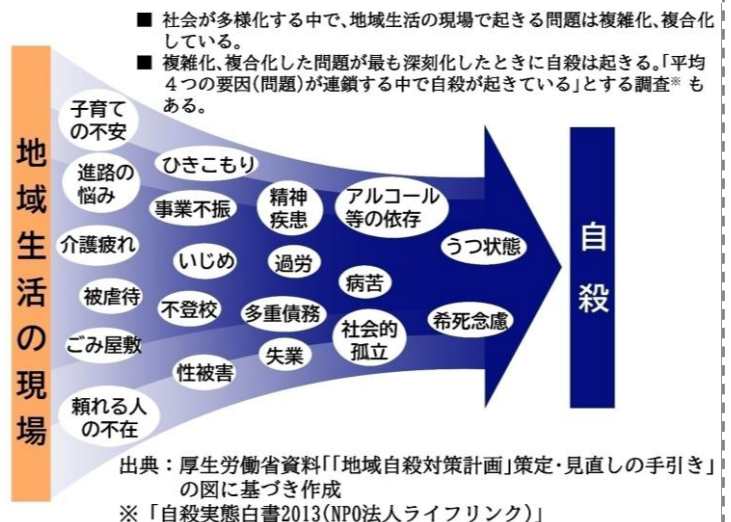 ■ 社会が多様化する中で、地域生活の現場で起きる問題は複雑化、複合化
している。
■ 複雑化、複合化した問題が最も深刻化したときに自殺は起きる。「平均
４つの要因(問題)が連鎖する中で自殺が起きている」とする調査※ も
ある。
地域生活の現場
子育て
の不安
進路の
悩み
介護疲れ
被虐待
ごみ屋敷
頼れる人
の不在
ひきこもり
事業不振
いじめ
不登校
性被害
精神
疾患
過労
多重債務
失業
アルコール
等の依存
病苦
社会的
孤立
うつ状態
希死念慮
自殺
出典：厚生労働省資料「「地域自殺対策計画」策定・見直しの手引き」
の図に基づき作成
※「自殺実態白書2013(NPO法人ライフリンク)」